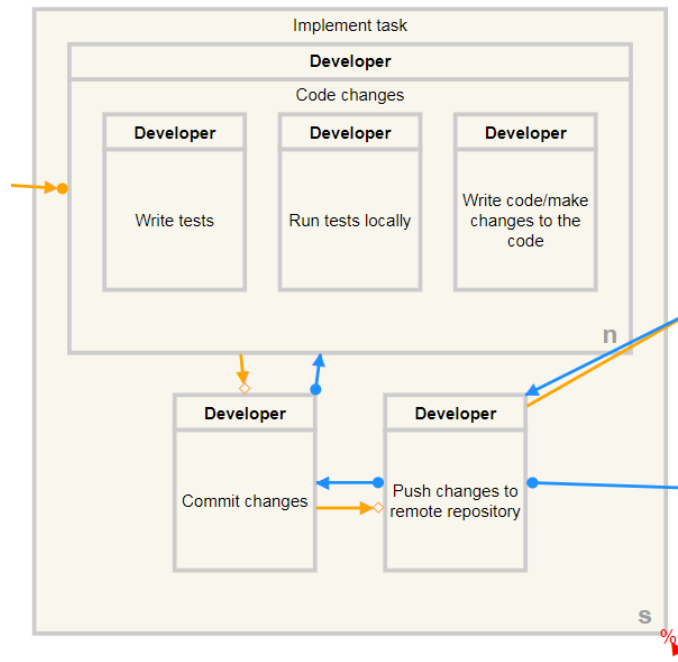 Implement task
Developer
Code changes
Developer
Write tests
Developer
Run tests locally
Developer
Write code/make
changes to the
code
n
Developer
Commit changes
Developer
Push changes to
remote repository
s
%